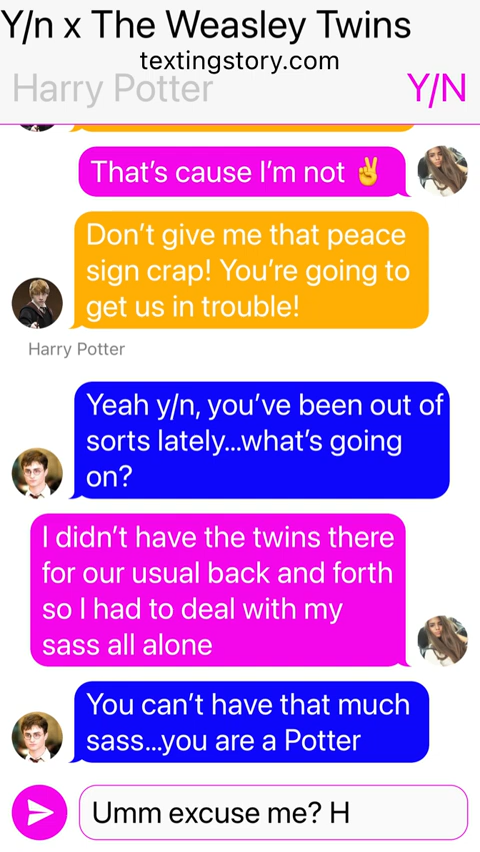 Y/n x The Weasley Twins
textingstory.com
Harry Potter
Y/N
That’s cause I’m not ✌️
Don’t give me that peace
sign crap! You’re going to
get us in trouble!
Harry Potter
Yeah y/n, you’ve been out of
sorts lately...what’s going
on?
I didn’t have the twins there
for our usual back and forth
so I had to deal with my
sass all alone
You can’t have that much
sass...you are a Potter
Umm excuse me? H